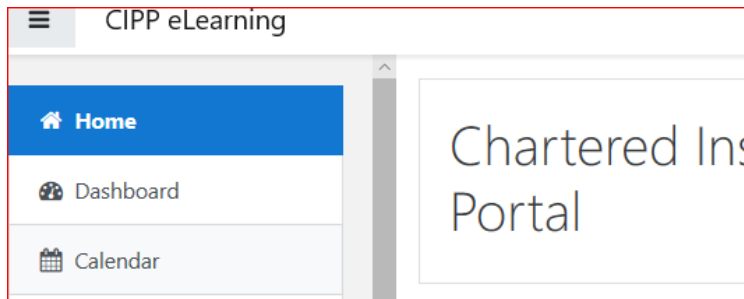 CIPP eLearning
Home
Dashboard
Calendar
Chartered Ins
Portal